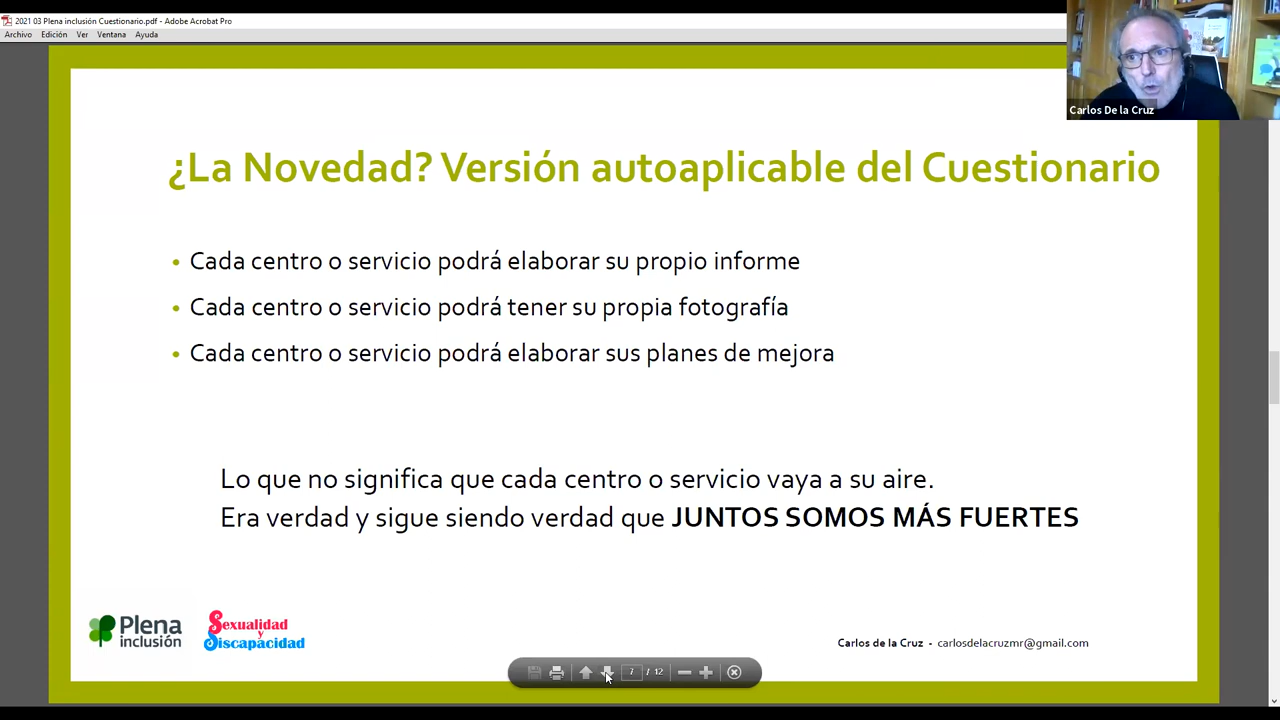 2021 03 Plena inclusión Cuestionario.pdf - Adobe Acrobat Pro
Archivo Edición Ver Ventana Ayuda
Carlos De la Cruz
¿La Novedad? Versión autoaplicable del Cuestionario
• Cada centro o servicio podrá elaborar su propio informe
• Cada centro o servicio podrá tener su propia fotografía
• Cada centro o servicio podrá elaborar sus planes de mejora
Lo que no significa que cada centro o servicio vaya a su aire.
Era verdad y sigue siendo verdad que JUNTOS SOMOS MÁS FUERTES
Plena
inclusión
Sexualidad
y
Discapacidad
Carlos de la Cruz - carlosdelacruzmr@gmail.com
7 / 12